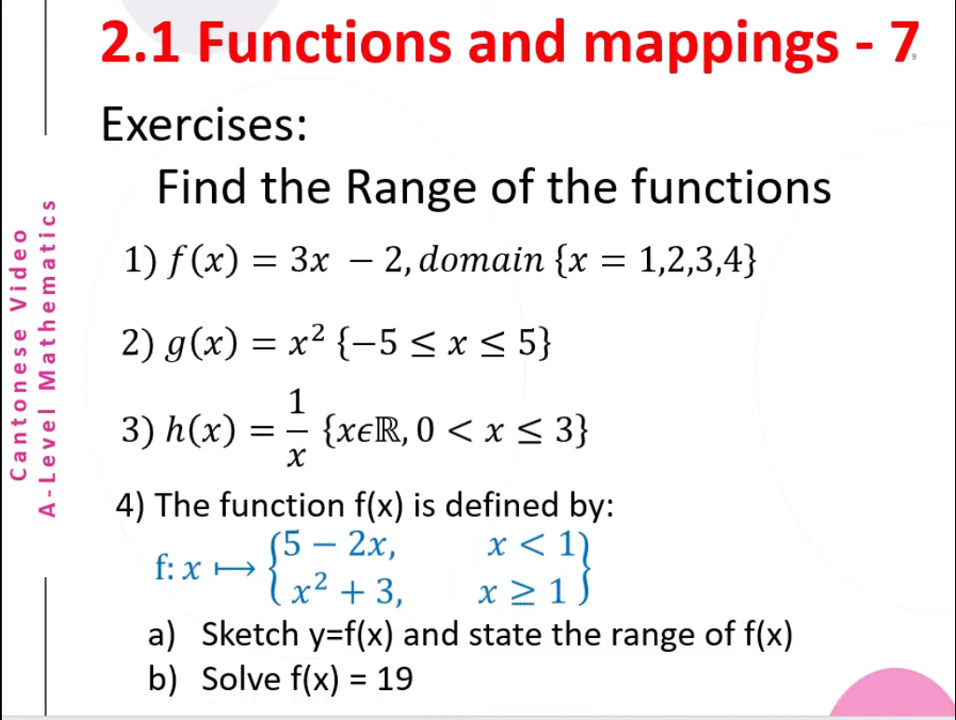 2.1 Functions and mappings - 7
9
Exercises:
Find the Range of the functions
1) f(x) = 3x − 2, domain {x = 1,2,3,4}
2) g(x) = x² {−5 ≤ x ≤ 5}
3) h(x) = 1/x {xϵℝ, 0 < x ≤ 3}
4) The function f(x) is defined by:
f: x ⟼ {5 − 2x, x < 1
x² + 3, x ≥ 1}
a) Sketch y=f(x) and state the range of f(x)
b) Solve f(x) = 19
Cantonese Video
A-Level Mathematics